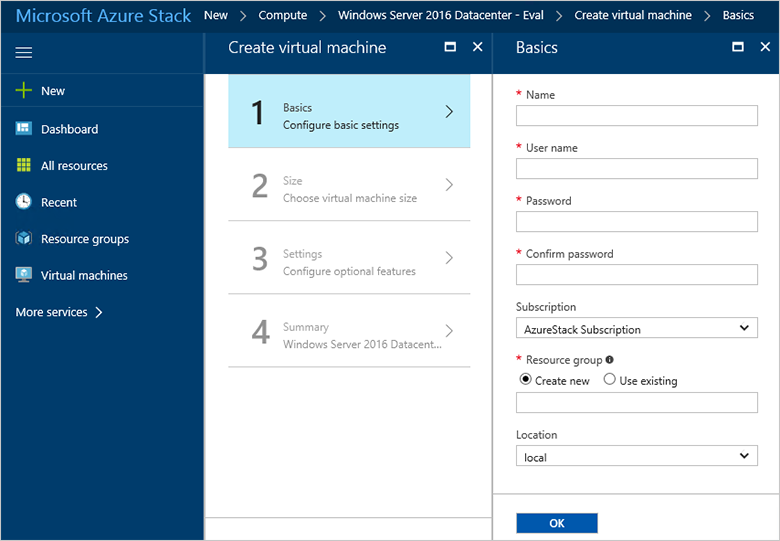 Microsoft Azure Stack New > Compute > Windows Server 2016 Datacenter - Eval > Create virtual machine > Basics
New
Dashboard
All resources
Recent
Resource groups
Virtual machines
More services >
Create virtual machine
1
Basics
Configure basic settings
2
Size
Choose virtual machine size
3
Settings
Configure optional features
4
Summary
Windows Server 2016 Datacent...
Basics
* Name
* User name
* Password
* Confirm password
Subscription
AzureStack Subscription
* Resource group
Create new Use existing
Location
local
OK